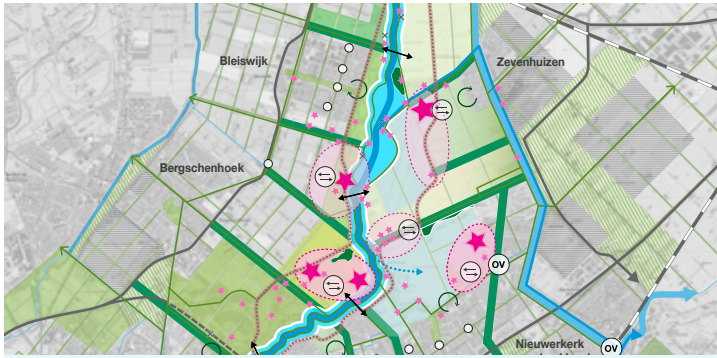 Bleiswijk
Zevenhuizen
Bergschenhoek
OV
Nieuwerkerk
OV